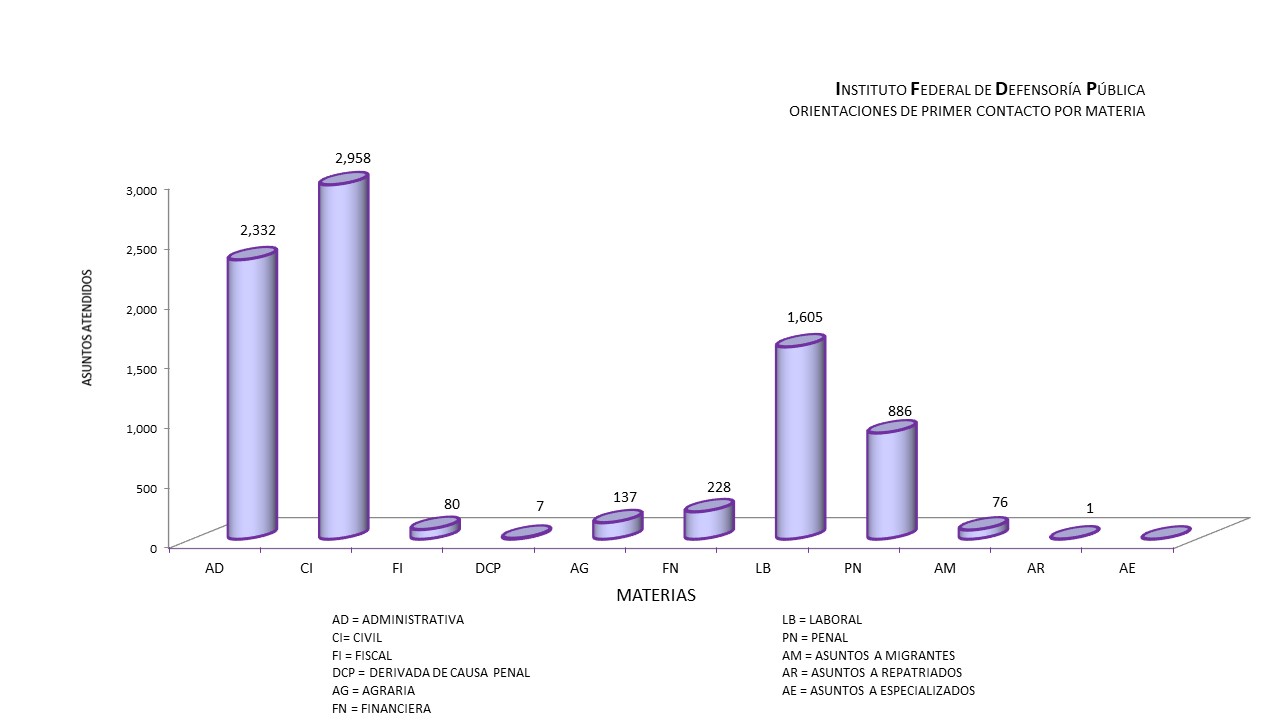 INSTITUTO FEDERAL DE DEFENSORÍA PÚBLICA
ORIENTACIONES DE PRIMER CONTACTO POR MATERIA
ASUNTOS ATENDIDOS
3,000
2,500
2,000
1,500
1,000
500
0
2,332
2,958
80
7
137
228
1,605
886
76
1
AD CI FI DCP AG FN LB PN AM AR AE
MATERIAS
AD = ADMINISTRATIVA
CI= CIVIL
FI = FISCAL
DCP = DERIVADA DE CAUSA PENAL
AG = AGRARIA
FN = FINANCIERA
LB = LABORAL
PN = PENAL
AM = ASUNTOS A MIGRANTES
AR = ASUNTOS A REPATRIADOS
AE = ASUNTOS A ESPECIALIZADOS